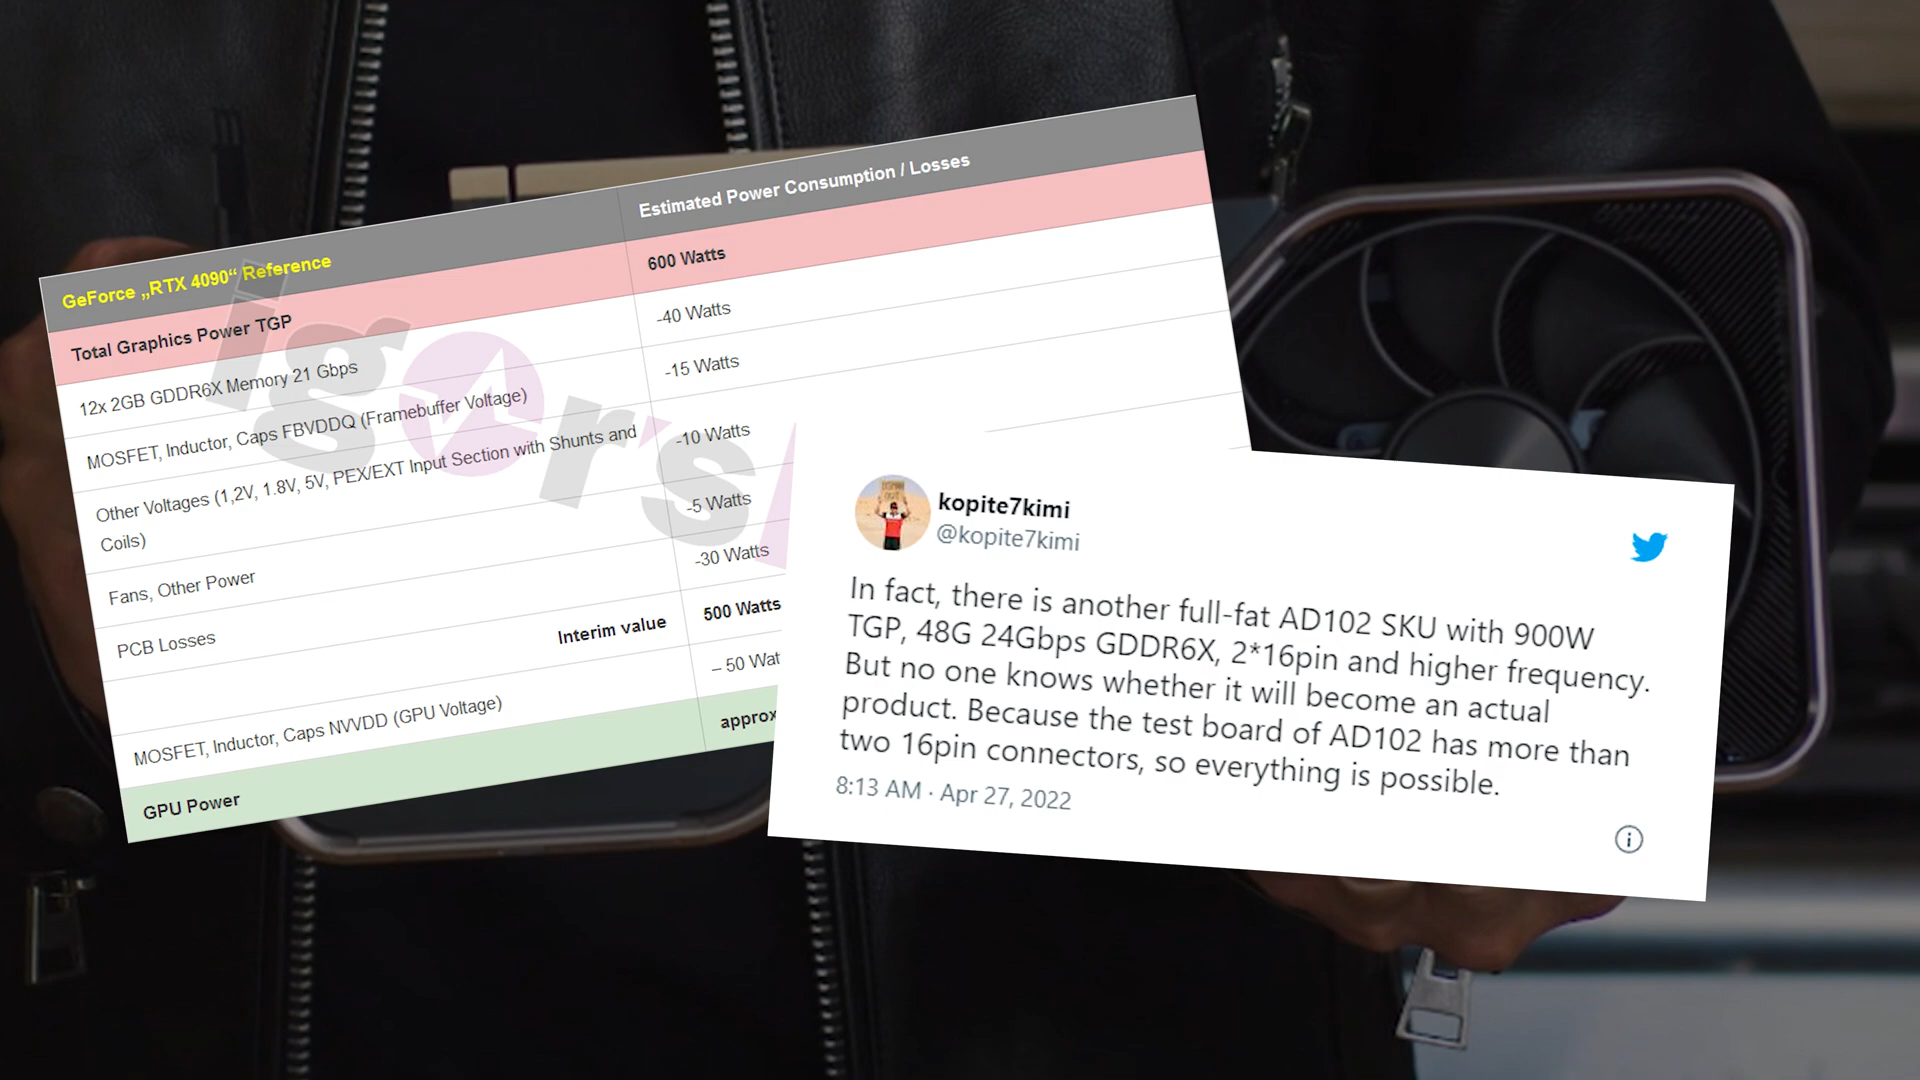 GeForce „RTX 4090“ Reference
Estimated Power Consumption / Losses
Total Graphics Power TGP
600 Watts
12x 2GB GDDR6X Memory 21 Gbps
-40 Watts
MOSFET, Inductor, Caps FBVDDQ (Framebuffer Voltage)
-15 Watts
Other Voltages (1,2V, 1.8V, 5V, PEX/EXT Input Section with Shunts and
Coils)
-10 Watts
Fans, Other Power
-5 Watts
PCB Losses
-30 Watts
Interim value
500 Watts
MOSFET, Inductor, Caps NVVDD (GPU Voltage)
– 50 Wat
GPU Power
approx
igor's
kopite7kimi
@kopite7kimi
In fact, there is another full-fat AD102 SKU with 900W
TGP, 48G 24Gbps GDDR6X, 2*16pin and higher frequency.
But no one knows whether it will become an actual
product. Because the test board of AD102 has more than
two 16pin connectors, so everything is possible.
8:13 AM · Apr 27, 2022